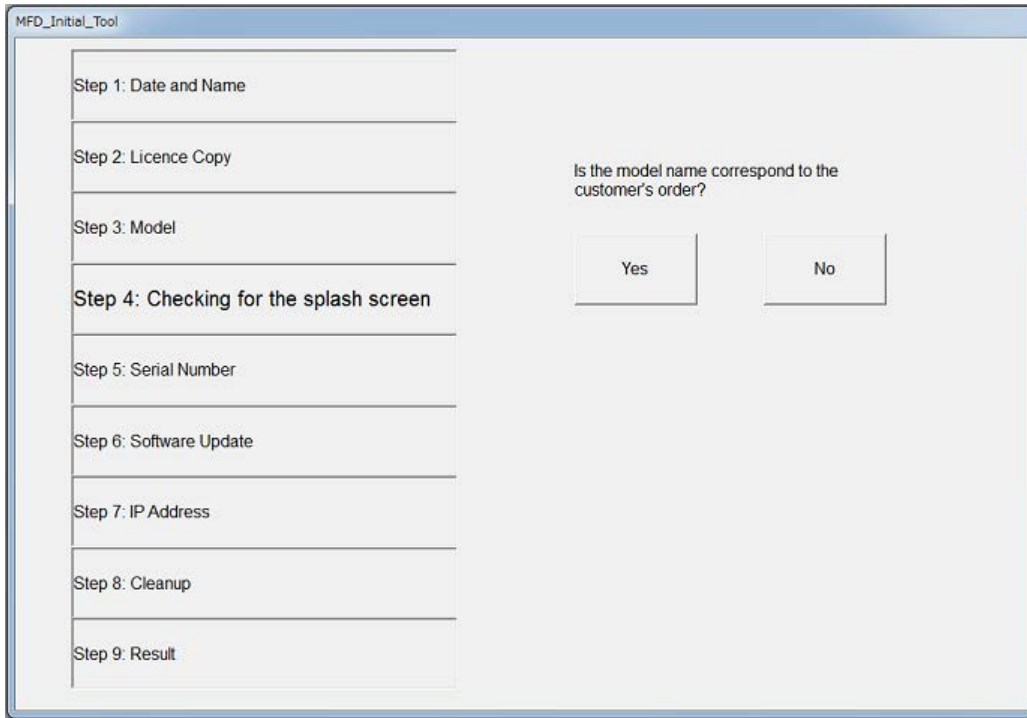 MFD_Initial_Tool
Step 1: Date and Name
Step 2: Licence Copy
Step 3: Model
Step 4: Checking for the splash screen
Step 5: Serial Number
Step 6: Software Update
Step 7: IP Address
Step 8: Cleanup
Step 9: Result
Is the model name correspond to the
customer's order?
Yes
No